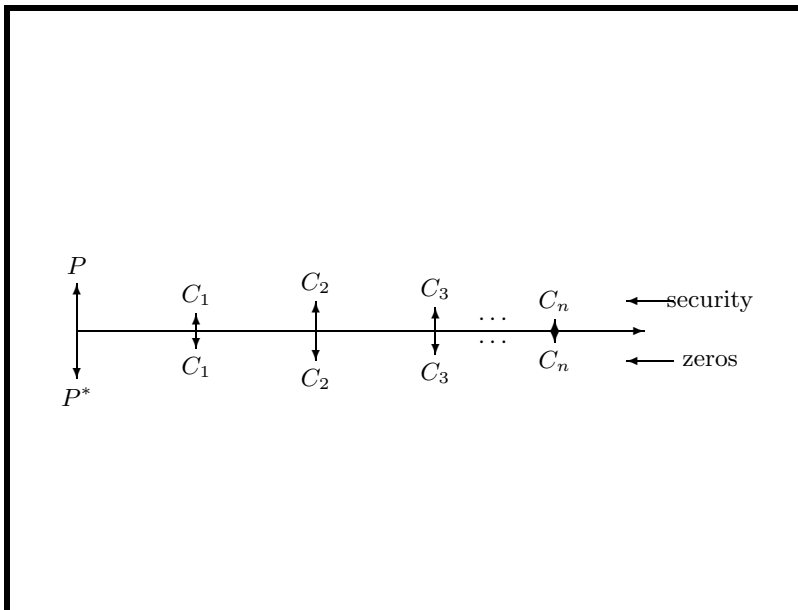 P
C₁ C₂ C₃ … Cₙ security
C₁ C₂ C₃ … Cₙ zeros
P*